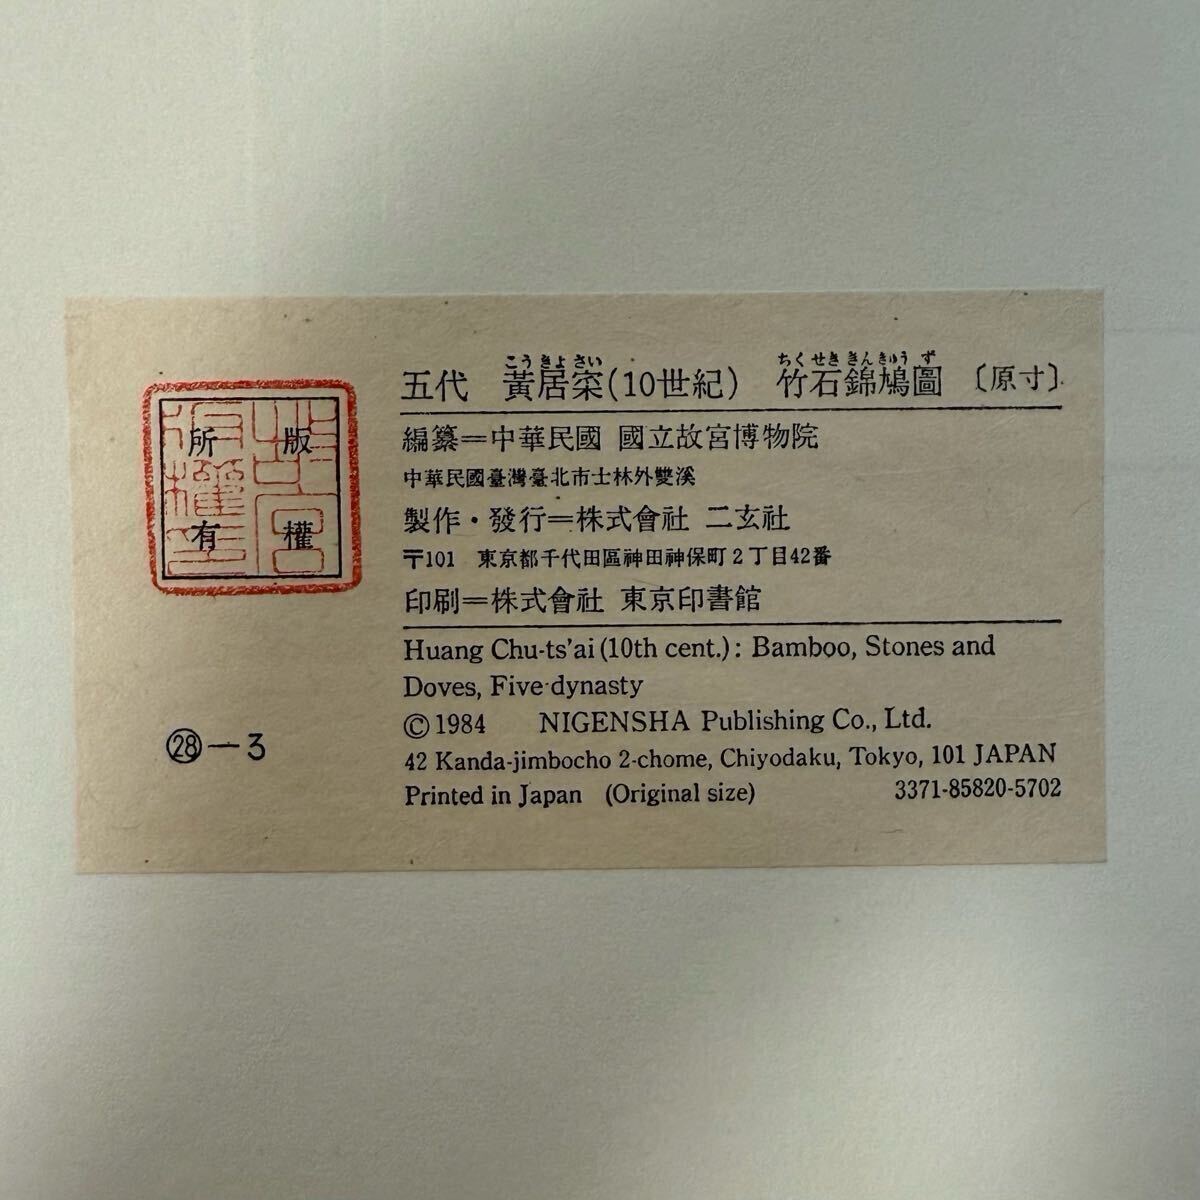 こうきよさい ちくせききんきゅうず
五代 黃居寀(10世紀) 竹石錦鳩圖 〔原寸〕
編纂=中華民國 國立故宮博物院
中華民國臺灣臺北市士林外雙溪
製作・發行=株式會社 二玄社
〒101 東京都千代田區神田神保町2丁目42番
印刷=株式會社 東京印書館
Huang Chu-ts'ai (10th cent.): Bamboo, Stones and
Doves, Five dynasty
©1984 NIGENSHA Publishing Co., Ltd.
42 Kanda-jimbocho 2-chome, Chiyodaku, Tokyo, 101 JAPAN
Printed in Japan (Original size) 3371-85820-5702
版權
所有
㉘—3